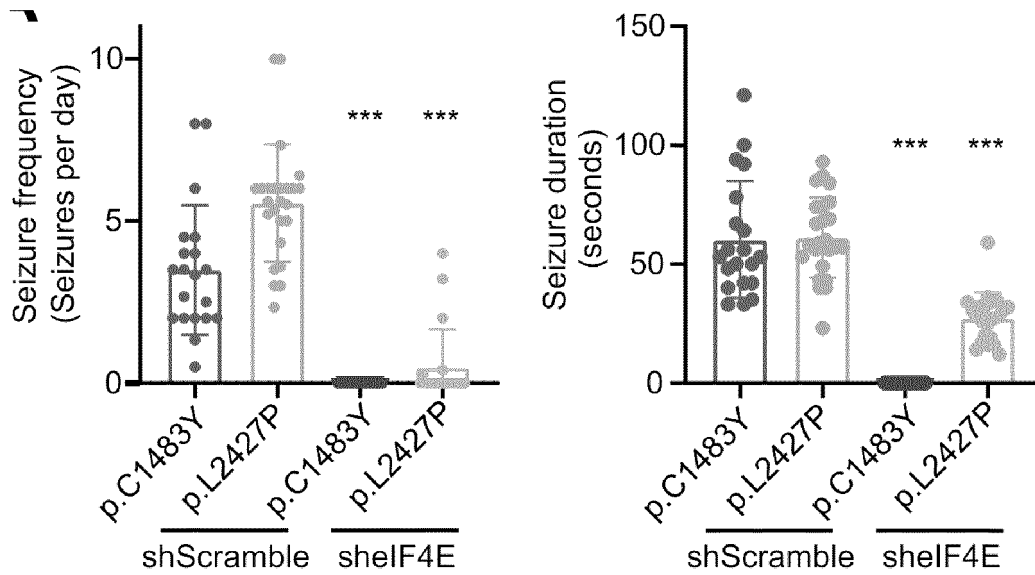 Seizure frequency
(Seizures per day)
10
5
0
***
***
p.C1483Y
p.L2427P
p.C1483Y
p.L2427P
shScramble
sheIF4E
Seizure duration
(seconds)
150
100
50
0
***
***
p.C1483Y
p.L2427P
p.C1483Y
p.L2427P
shScramble
sheIF4E